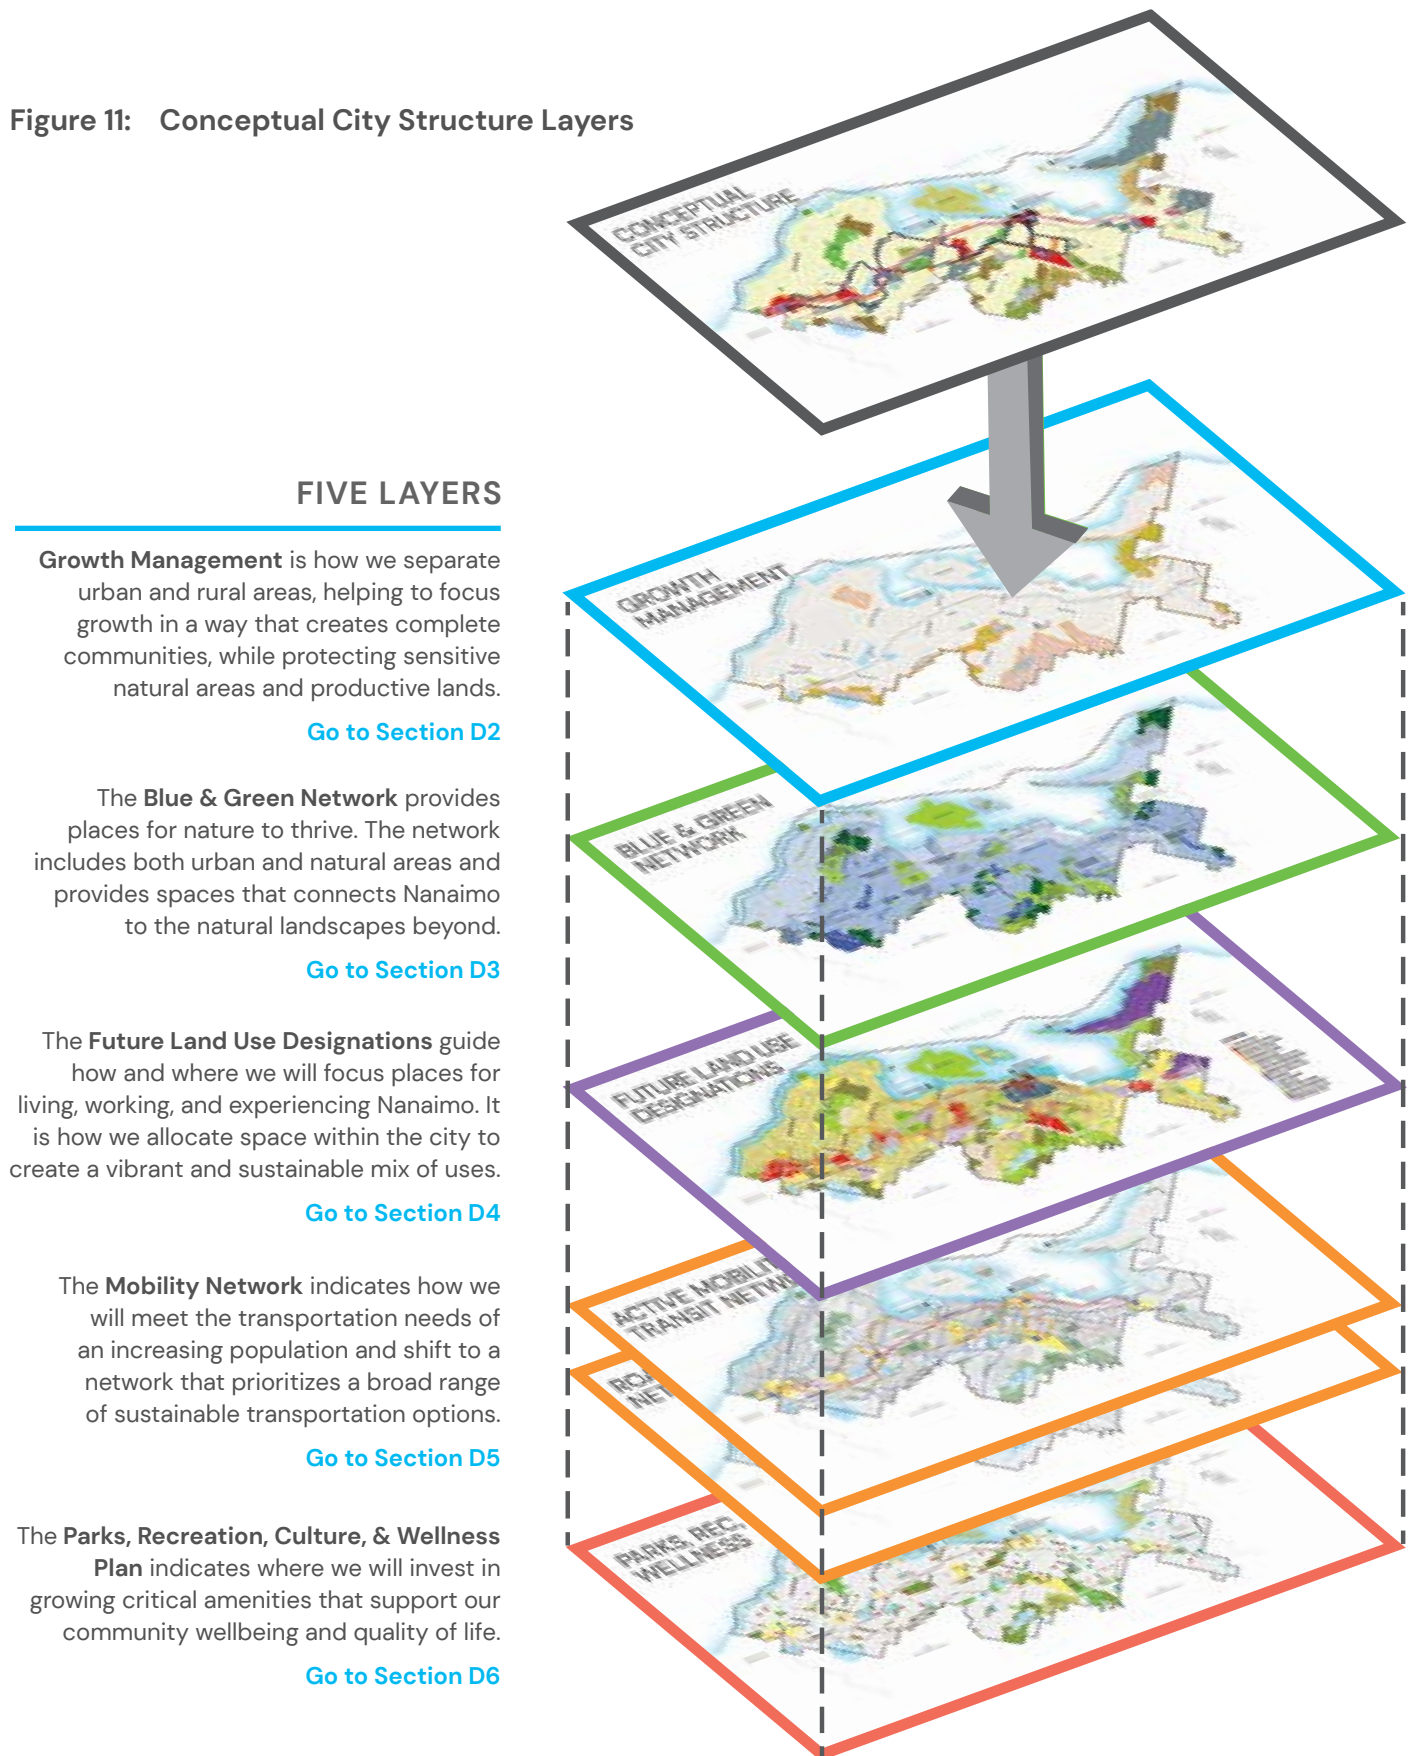 Figure 11: Conceptual City Structure Layers
CONCEPTUAL
CITY STRUCTURE
FIVE LAYERS
Growth Management is how we separate
urban and rural areas, helping to focus
growth in a way that creates complete
communities, while protecting sensitive
natural areas and productive lands.
Go to Section D2
The Blue & Green Network provides
places for nature to thrive. The network
includes both urban and natural areas and
provides spaces that connects Nanaimo
to the natural landscapes beyond.
Go to Section D3
The Future Land Use Designations guide
how and where we will focus places for
living, working, and experiencing Nanaimo. It
is how we allocate space within the city to
create a vibrant and sustainable mix of uses.
Go to Section D4
The Mobility Network indicates how we
will meet the transportation needs of
an increasing population and shift to a
network that prioritizes a broad range
of sustainable transportation options.
Go to Section D5
The Parks, Recreation, Culture, & Wellness
Plan indicates where we will invest in
growing critical amenities that support our
community wellbeing and quality of life.
Go to Section D6
GROWTH
MANAGEMENT
BLUE & GREEN
NETWORK
FUTURE LAND USE
DESIGNATIONS
ACTIVE MOBILIT
TRANSIT NETW
RO
NET
PARKS, REC,
WELLNESS